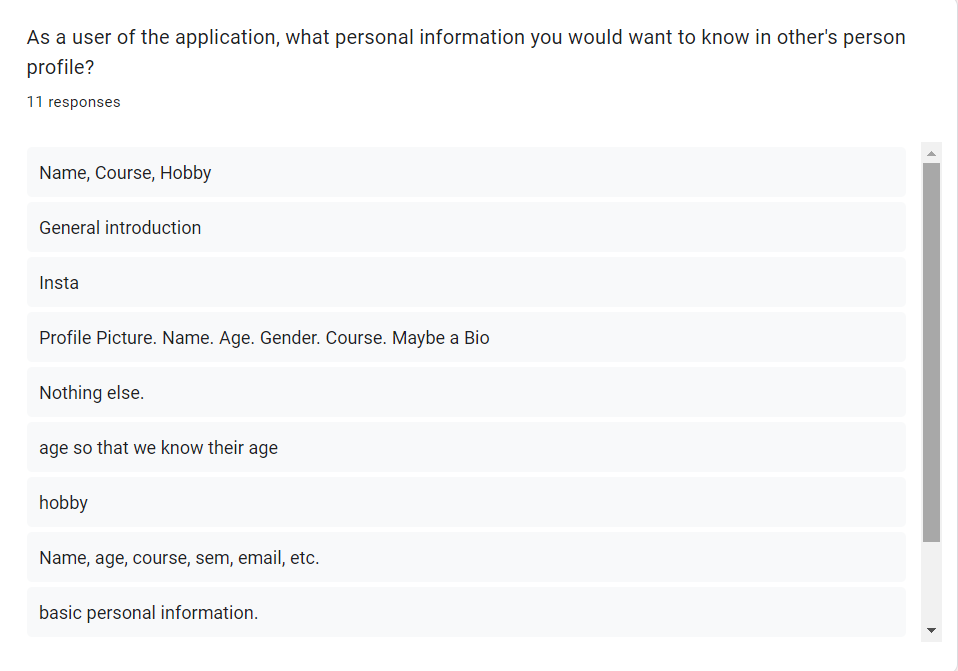 As a user of the application, what personal information you would want to know in other's person
profile?
11 responses
Name, Course, Hobby
General introduction
Insta
Profile Picture. Name. Age. Gender. Course. Maybe a Bio
Nothing else.
age so that we know their age
hobby
Name, age, course, sem, email, etc.
basic personal information.